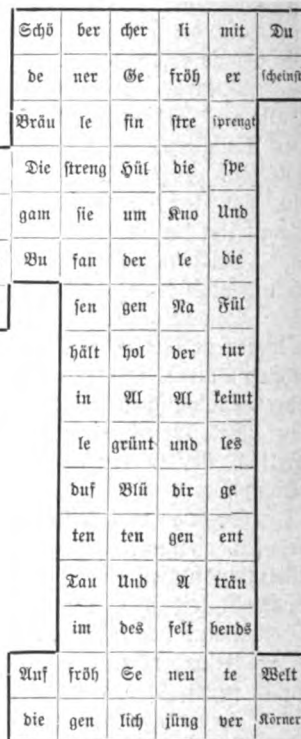 Schö ber cher li mit Du
de ner Ge fröh er scheinst
Bräu le fin stre sprengt
Die streng Hül die spe
gam sie um Kno Und
Bu fan der le die
sen gen Na Fül
hält hol der tur
in Al Al keimt
le grünt und les
duf Blü dir ge
ten ten gen ent
Tau Und A träu
im des felt bends
Auf fröh Se neu te Welt
die gen lich jüng ver Körner